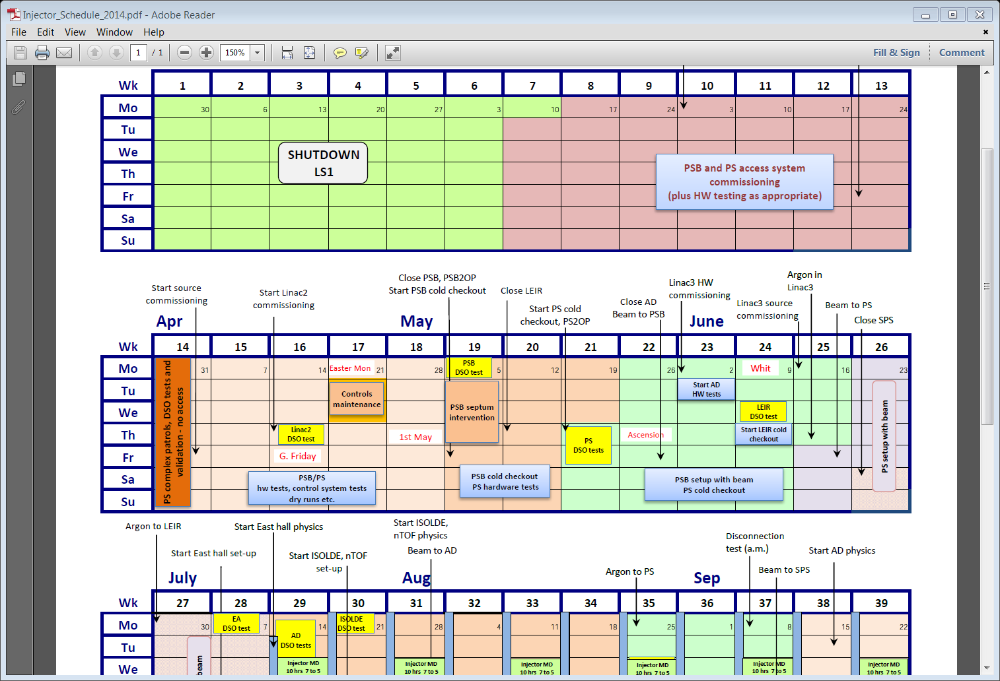 Injector_Schedule_2014.pdf - Adobe Reader
File Edit View Window Help
1 / 1 150% Fill & Sign Comment
Wk 1 2 3 4 5 6 7 8 9 10 11 12 13
Mo 30 6 13 20 27 3 10 17 24 3 10 17 24
Tu
We
Th
Fr
Sa
Su
SHUTDOWN
LS1
PSB and PS access system
commissioning
(plus HW testing as appropriate)
Start source
commissioning
Start Linac2
commissioning
Close PSB, PSB2OP
Start PSB cold checkout
Close LEIR
Start PS cold
checkout, PS2OP
Close AD
Beam to PSB
Linac3 HW
commissioning
Linac3 source
commissioning
Argon in
Linac3
Beam to PS
Close SPS
Apr May June
Wk 14 15 16 17 18 19 20 21 22 23 24 25 26
Mo 31 7 14 Easter Mon 21 28 5 12 19 26 2 Whit 9 16 23
Tu
We
Th
Fr
Sa
Su
PS complex patrols, DSO tests and
validation - no access
Linac2
DSO test
G. Friday
PSB/PS
hw tests, control system tests
dry runs etc.
Controls
maintenance
1st May
PSB
DSO test
PSB septum
intervention
PSB cold checkout
PS hardware tests
PS
DSO tests
Ascension
PSB setup with beam
PS cold checkout
Start AD
HW tests
LEIR
DSO test
Start LEIR cold
checkout
PS setup with beam
Argon to LEIR
Start East hall set-up
Start East hall physics
Start ISOLDE, nTOF
set-up
Start ISOLDE,
nTOF physics
Beam to AD
Argon to PS
Disconnection
test (a.m.)
Beam to SPS
Start AD physics
July Aug Sep
Wk 27 28 29 30 31 32 33 34 35 36 37 38 39
Mo 30 7 14 21 28 4 11 18 25 1 8 15 22
Tu
We
beam
EA
DSO test
AD
DSO tests
ISOLDE
DSO test
Injector MD
10 hrs 7 to 5
Injector MD
10 hrs 7 to 5
Injector MD
10 hrs 7 to 5
Injector MD
10 hrs 7 to 5
Injector MD
10 hrs 7 to 5
Injector MD
10 hrs 7 to 5